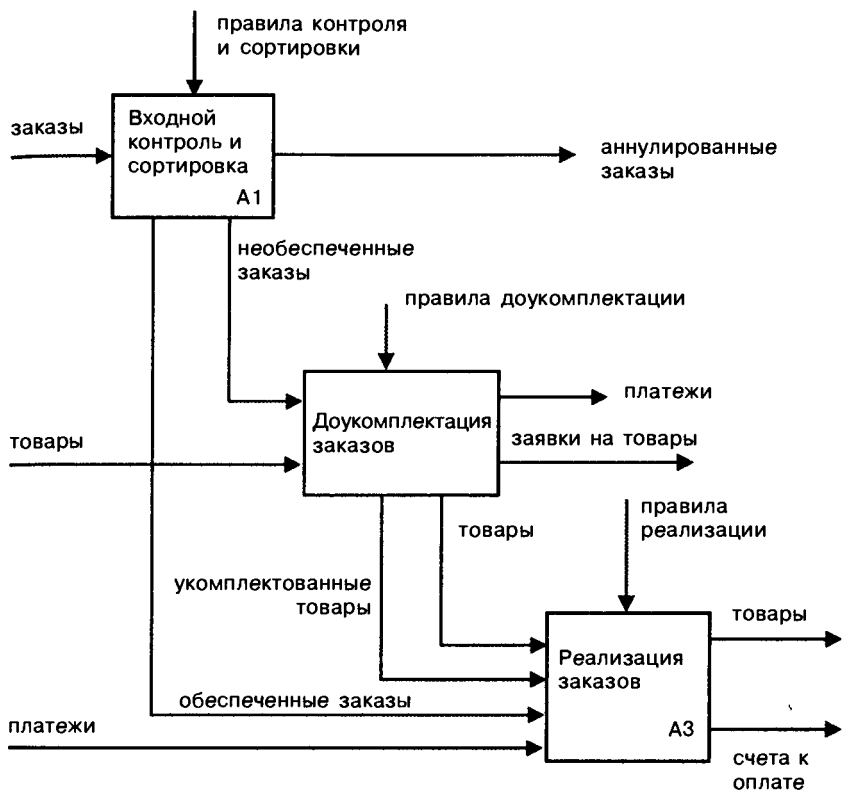 правила контроля
и сортировки
заказы
Входной
контроль и
сортировка
А1
аннулированные
заказы
необеспеченные
заказы
правила доукомплектации
платежи
Доукомплектация
заказов
товары
заявки на товары
правила
реализации
товары
укомплектованные
товары
товары
Реализация
заказов
обеспеченные заказы
платежи
А3
счета к
оплате